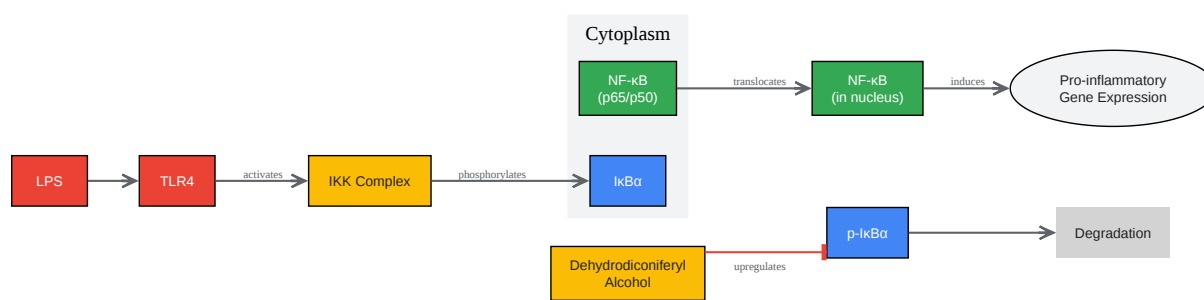 Cytoplasm
NF-κB
(p65/p50)
translocates
NF-κB
(in nucleus)
induces
Pro-inflammatory
Gene Expression
LPS
TLR4
activates
IKK Complex
phosphorylates
IκBα
p-IκBα
Degradation
Dehydrodiconiferyl
Alcohol
upregulates